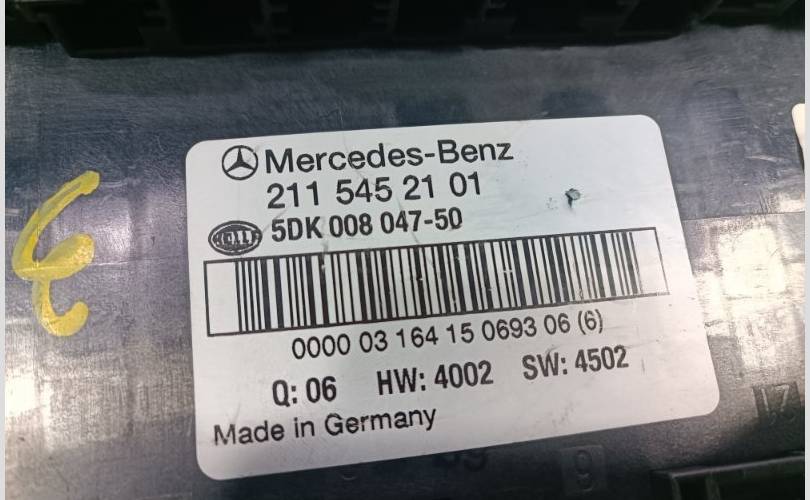 Mercedes-Benz
211 545 21 01
HELLA 5DK 008 047-50
0000 03 164 15 0693 06 (6)
Q: 06 HW: 4002 SW: 4502
Made in Germany